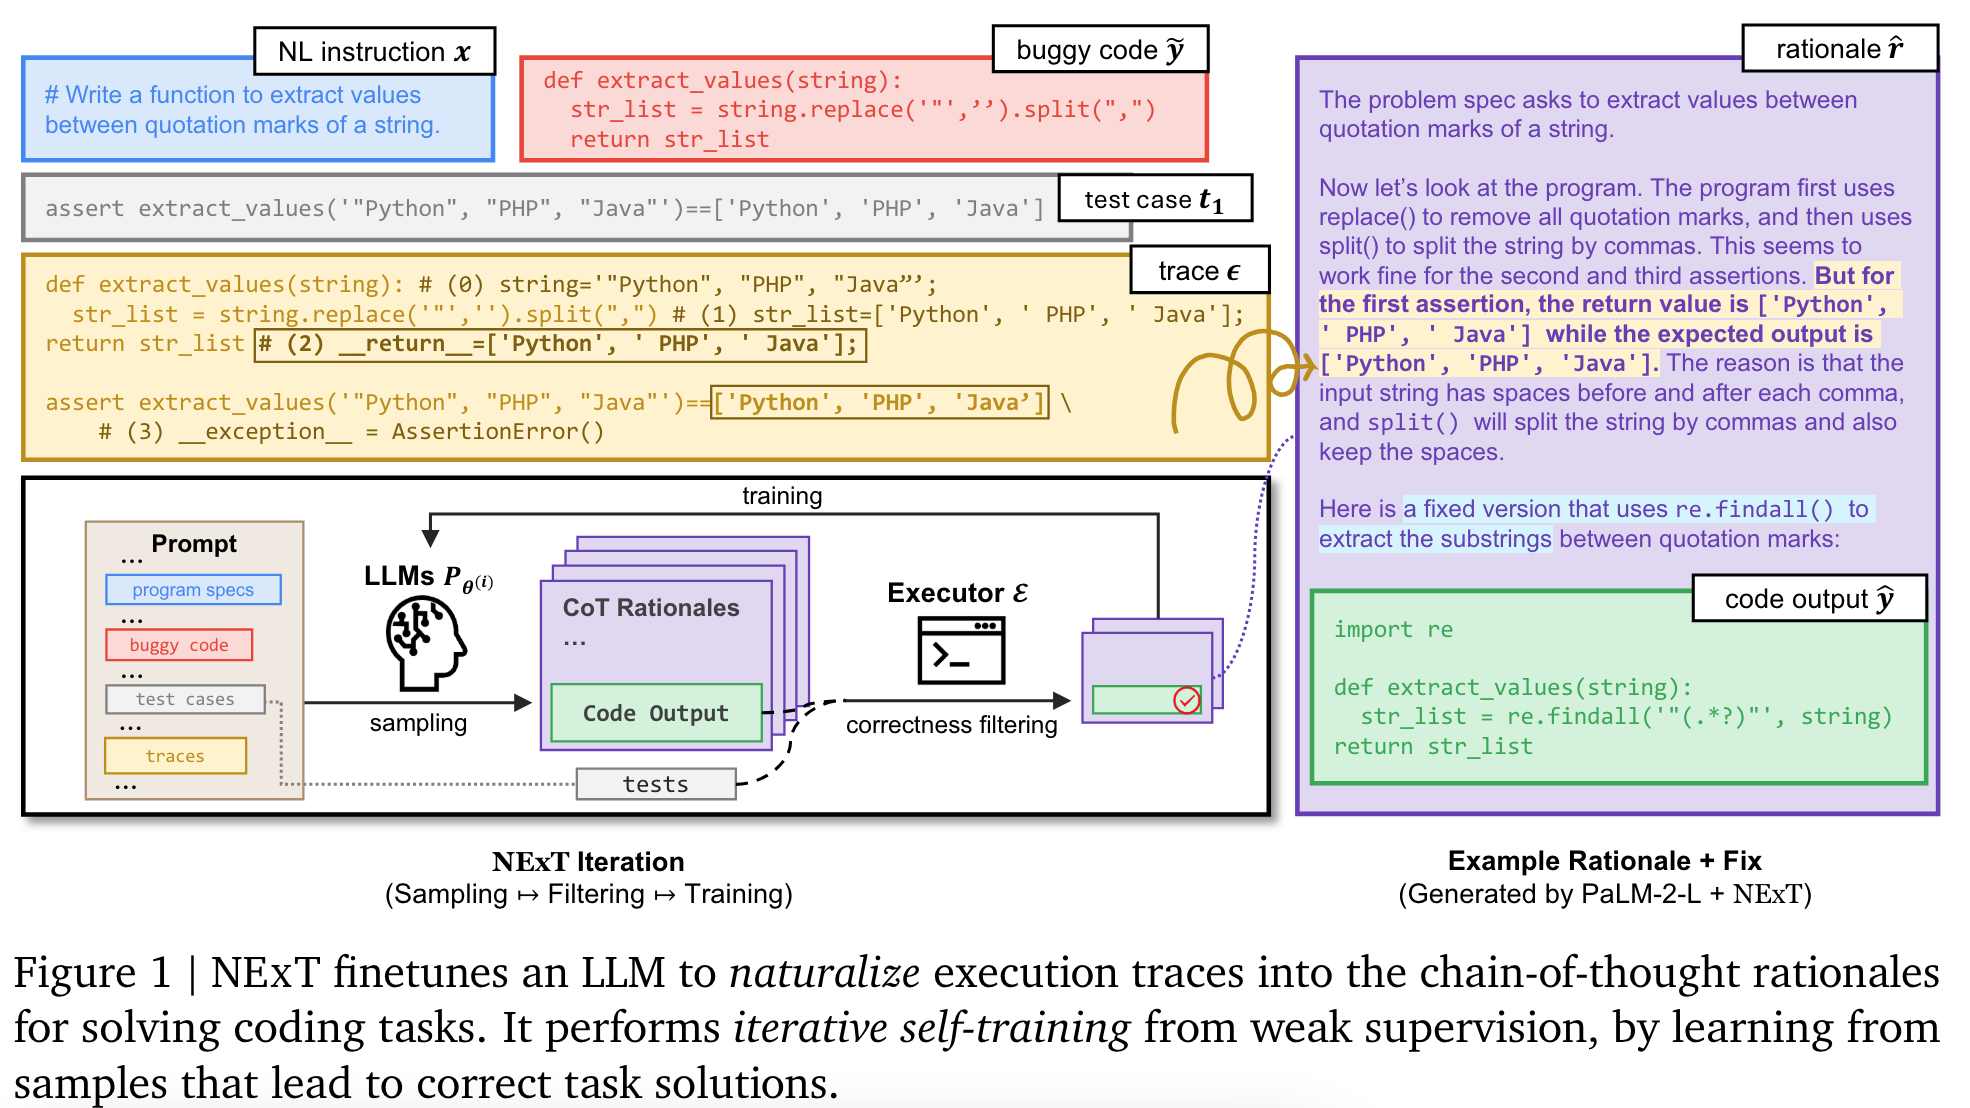 NL instruction x
# Write a function to extract values
between quotation marks of a string.
buggy code ỹ
def extract_values(string):
  str_list = string.replace('"',’’).split(",")
  return str_list
test case t₁
assert extract_values('"Python", "PHP", "Java"')==['Python', 'PHP', 'Java']
trace ϵ
def extract_values(string): # (0) string='"Python", "PHP", "Java”’;
  str_list = string.replace('"','').split(",") # (1) str_list=['Python', ' PHP', ' Java'];
return str_list # (2) __return__=['Python', ' PHP', ' Java'];
assert extract_values('"Python", "PHP", "Java"')==['Python', 'PHP', 'Java’] \
    # (3) __exception__ = AssertionError()
training
Prompt
...
program specs
...
buggy code
...
test cases
...
traces
...
LLMs P_θ^(i)
sampling
CoT Rationales
...
Code Output
tests
Executor ℰ
correctness filtering
NExT Iteration
(Sampling ↦ Filtering ↦ Training)
rationale r̂
The problem spec asks to extract values between
quotation marks of a string.
Now let’s look at the program. The program first uses
replace() to remove all quotation marks, and then uses
split() to split the string by commas. This seems to
work fine for the second and third assertions. But for
the first assertion, the return value is ['Python',
' PHP', ' Java'] while the expected output is
['Python', 'PHP', 'Java']. The reason is that the
input string has spaces before and after each comma,
and split() will split the string by commas and also
keep the spaces.
Here is a fixed version that uses re.findall() to
extract the substrings between quotation marks:
code output ŷ
import re
def extract_values(string):
  str_list = re.findall('"(.*?)"', string)
return str_list
Example Rationale + Fix
(Generated by PaLM-2-L + NExT)
Figure 1 | NExT finetunes an LLM to naturalize execution traces into the chain-of-thought rationales
for solving coding tasks. It performs iterative self-training from weak supervision, by learning from
samples that lead to correct task solutions.